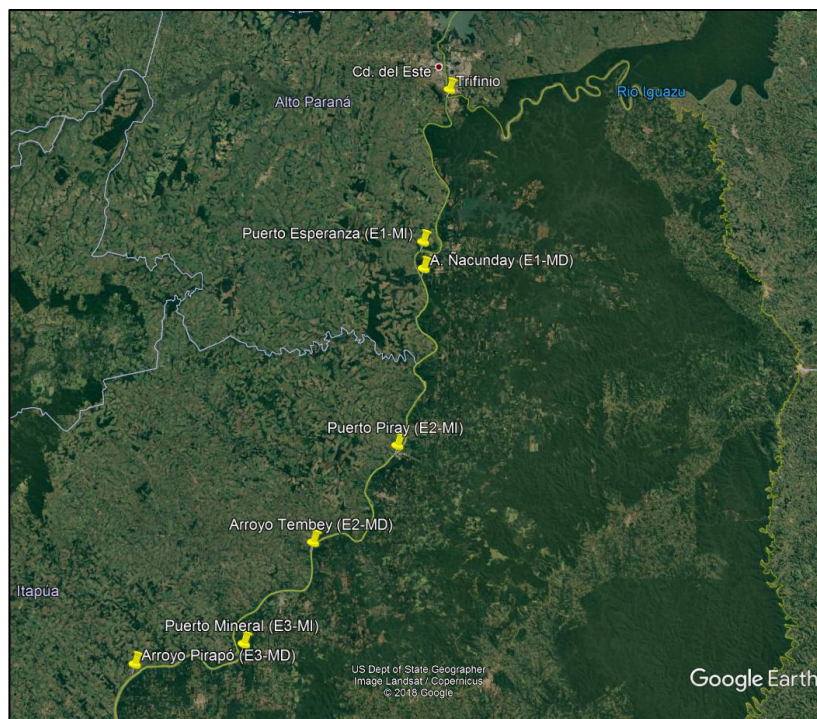 Cd. del Este
Trifinio
Alto Paraná
Río Iguazu
Puerto Esperanza (E1-MI)
A. Ñacunday (E1-MD)
Puerto Piray (E2-MI)
Arroyo Tembey (E2-MD)
Itapúa
Puerto Mineral (E3-MI)
Arroyo Pirapó (E3-MD)
US Dept of State Geographer
Image Landsat / Copernicus
© 2018 Google
Google Earth